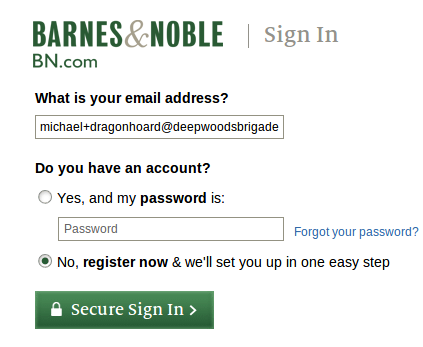 BARNES&NOBLE
BN.com
Sign In
What is your email address?
michael+dragonhoard@deepwoodsbrigade
Do you have an account?
Yes, and my password is:
Password
Forgot your password?
No, register now & we'll set you up in one easy step
Secure Sign In >